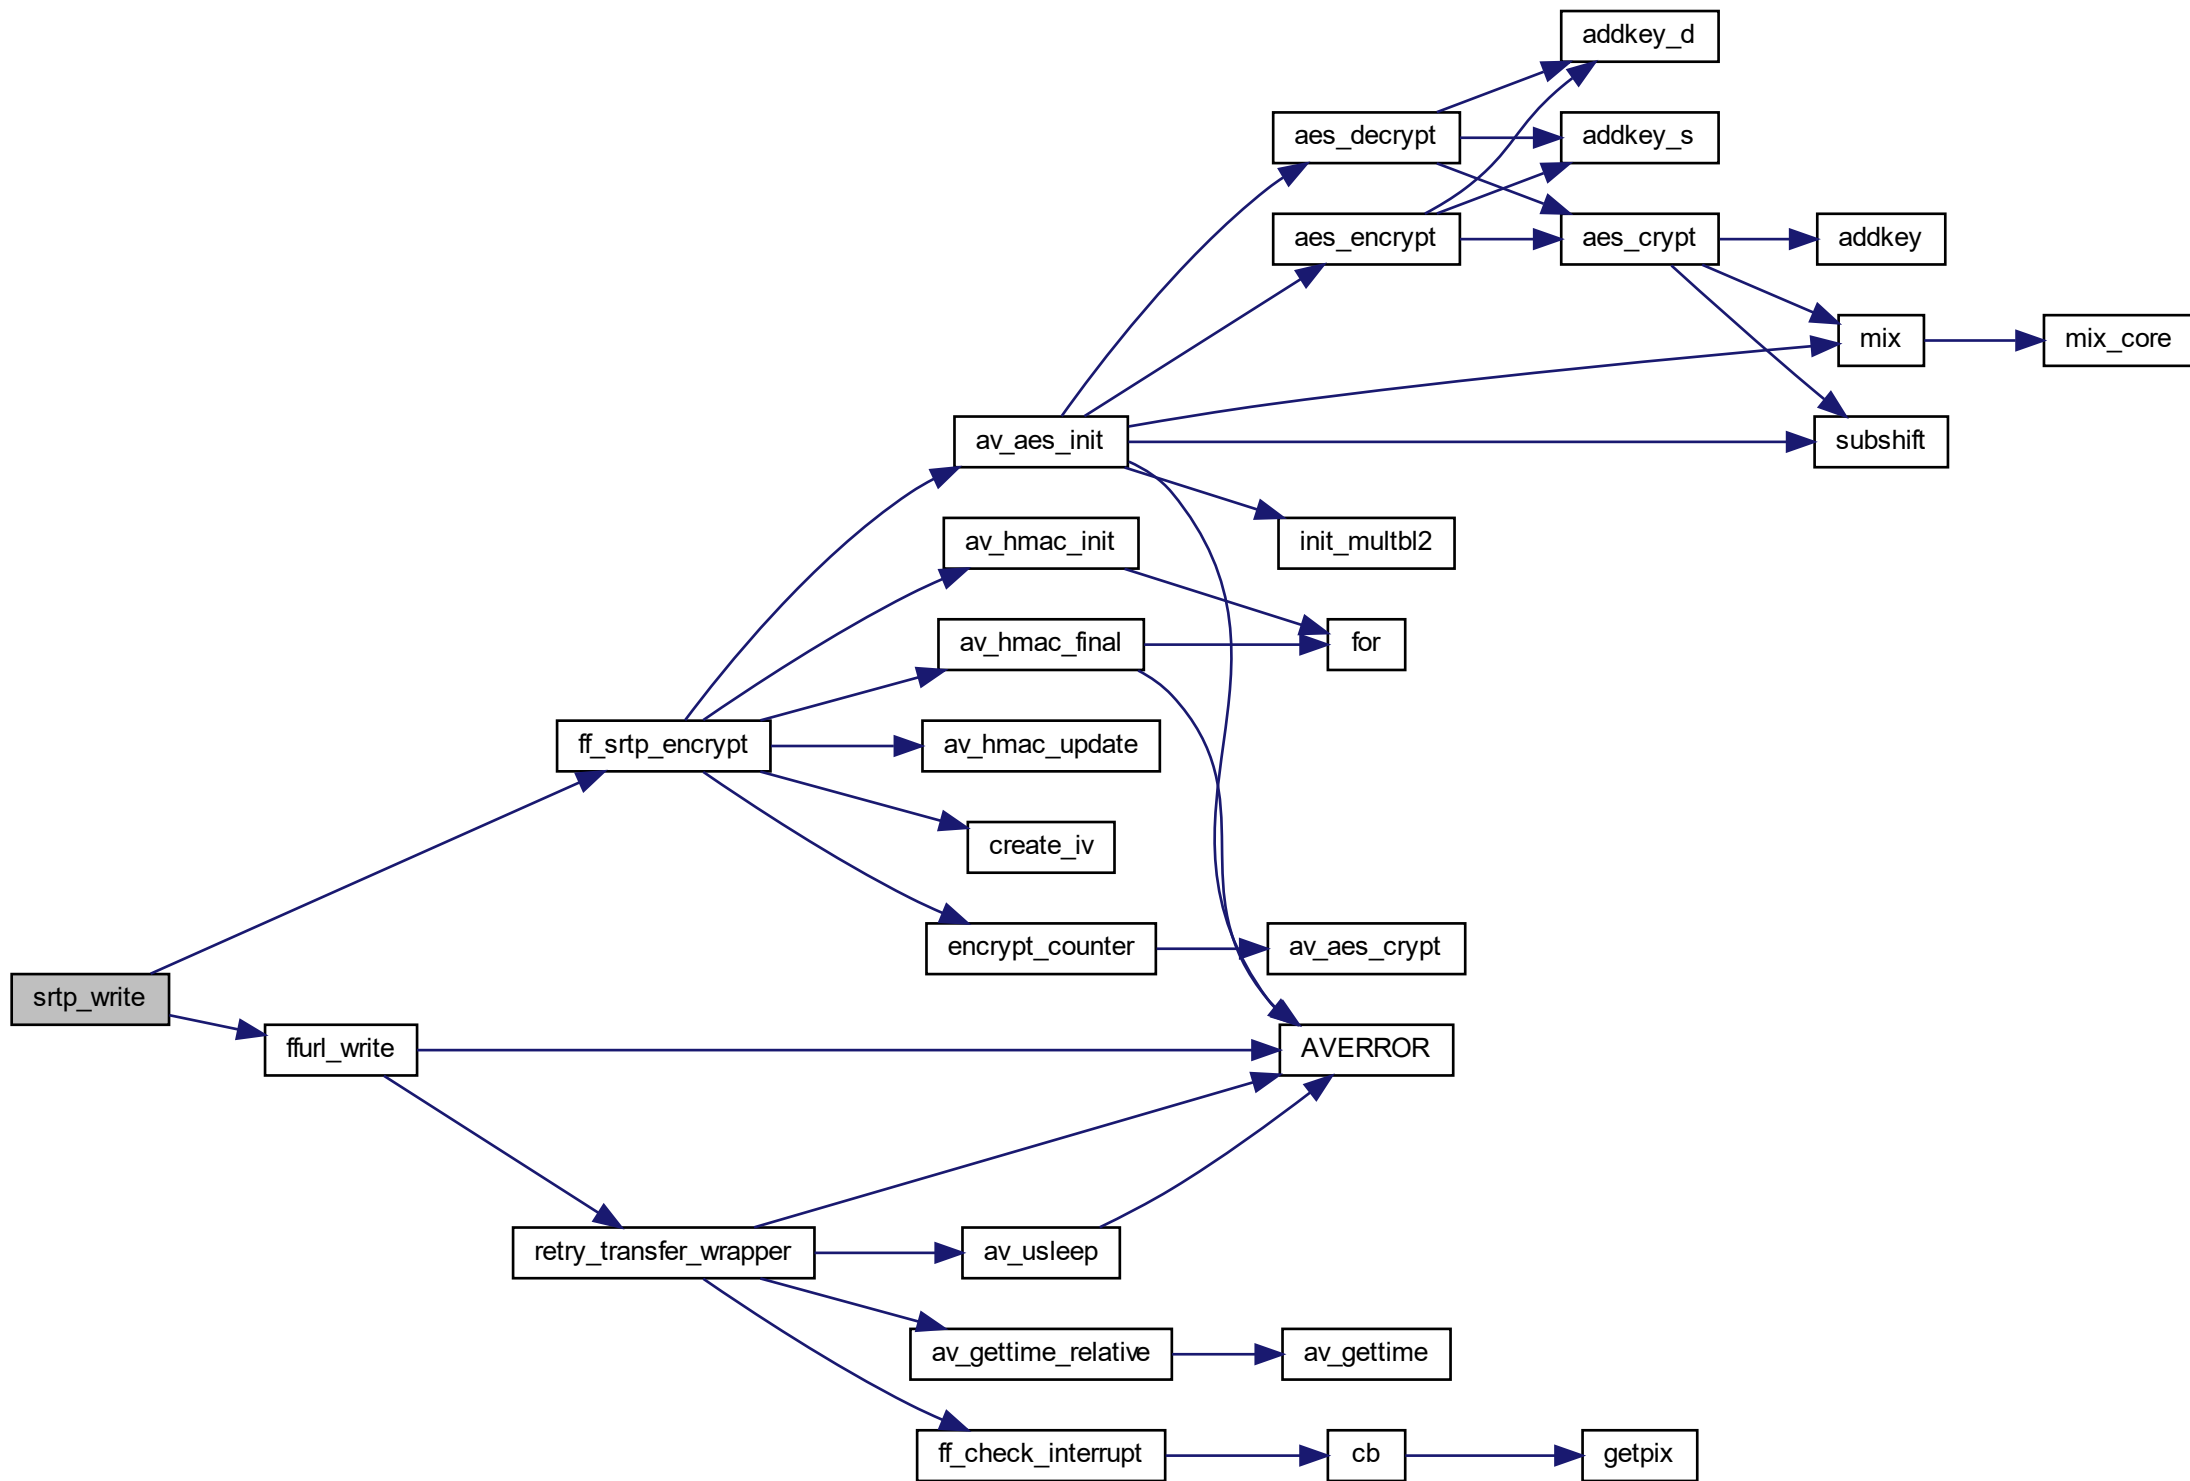 addkey_d
aes_decrypt
addkey_s
aes_encrypt
aes_crypt
addkey
mix
mix_core
av_aes_init
subshift
av_hmac_init
init_multbl2
av_hmac_final
for
ff_srtp_encrypt
av_hmac_update
create_iv
encrypt_counter
av_aes_crypt
srtp_write
ffurl_write
AVERROR
retry_transfer_wrapper
av_usleep
av_gettime_relative
av_gettime
ff_check_interrupt
cb
getpix